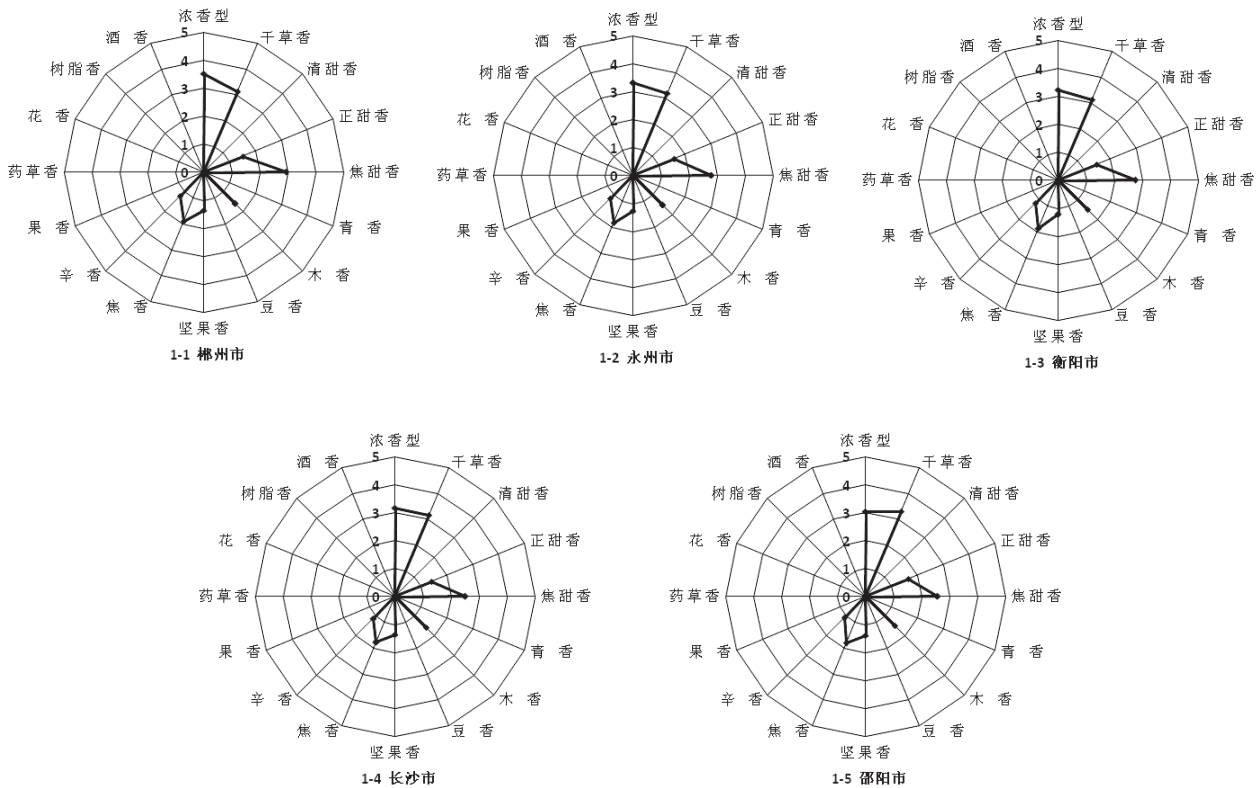 浓香型
酒 香
干草香
树脂香
清甜香
花 香
正甜香
药草香
焦甜香
果 香
青 香
辛 香
木 香
焦 香
豆 香
坚果香
5
4
3
2
1
0
1-1 郴州市
浓香型
酒 香
干草香
树脂香
清甜香
花 香
正甜香
药草香
焦甜香
果 香
青 香
辛 香
木 香
焦 香
豆 香
坚果香
5
4
3
2
1
0
1-2 永州市
浓香型
酒 香
干草香
树脂香
清甜香
花 香
正甜香
药草香
焦甜香
果 香
青 香
辛 香
木 香
焦 香
豆 香
坚果香
5
4
3
2
1
0
1-3 衡阳市
浓香型
酒 香
干草香
树脂香
清甜香
花 香
正甜香
药草香
焦甜香
果 香
青 香
辛 香
木 香
焦 香
豆 香
坚果香
5
4
3
2
1
0
1-4 长沙市
浓香型
酒 香
干草香
树脂香
清甜香
花 香
正甜香
药草香
焦甜香
果 香
青 香
辛 香
木 香
焦 香
豆 香
坚果香
5
4
3
2
1
0
1-5 邵阳市